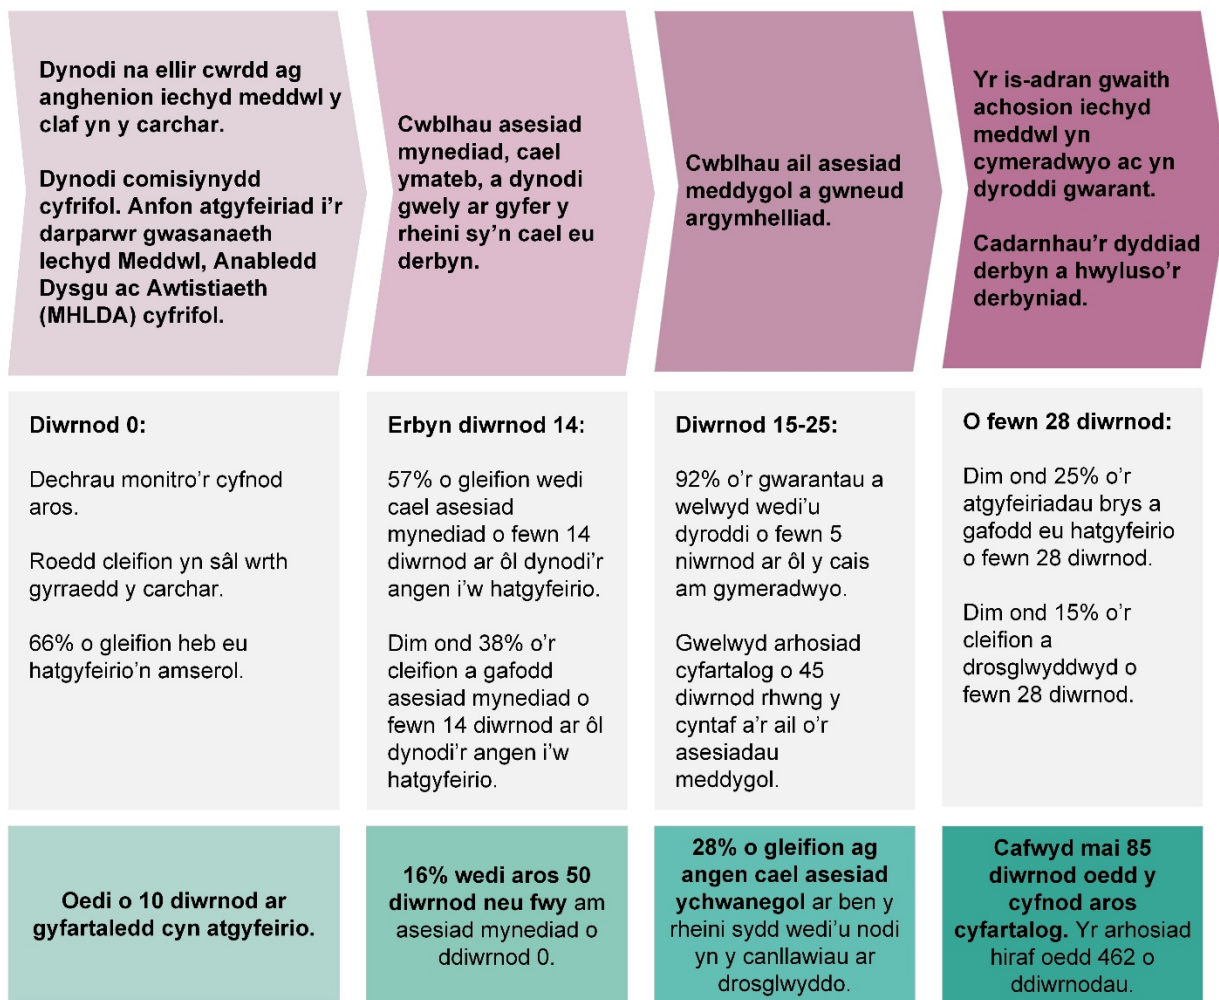 Dynodi na ellir cwrdd ag
anghenion iechyd meddwl y
claf yn y carchar.
Dynodi comisiynydd
cyfrifol. Anfon atgyfeiriad i’r
darparwr gwasanaeth
Iechyd Meddwl, Anabledd
Dysgu ac Awtistiaeth
(MHLDA) cyfrifol.
Cwblhau asesiad
mynediad, cael
ymateb, a dynodi
gwely ar gyfer y
rheini sy’n cael eu
derbyn.
Cwblhau ail asesiad
meddygol a gwneud
argymhelliad.
Yr is-adran gwaith
achosion iechyd
meddwl yn
cymeradwyo ac yn
dyroddi gwarant.
Cadarnhau’r dyddiad
derbyn a hwyluso’r
derbyniad.
Diwrnod 0:
Dechrau monitro’r cyfnod
aros.
Roedd cleifion yn sâl wrth
gyrraedd y carchar.
66% o gleifion heb eu
hatgyfeirio’n amserol.
Erbyn diwrnod 14:
57% o gleifion wedi
cael asesiad
mynediad o fewn 14
diwrnod ar ôl dynodi’r
angen i’w hatgyfeirio.
Dim ond 38% o’r
cleifion a gafodd
asesiad mynediad o
fewn 14 diwrnod ar ôl
dynodi’r angen i’w
hatgyfeirio.
Diwrnod 15-25:
92% o’r gwarantau a
welwyd wedi’u
dyroddi o fewn 5
niwrnod ar ôl y cais
am gymeradwyo.
Gwelwyd arhosiad
cyfartalog o 45
diwrnod rhwng y
cyntaf a’r ail o’r
asesiadau
meddygol.
O fewn 28 diwrnod:
Dim ond 25% o’r
atgyfeiriadau brys a
gafodd eu hatgyfeirio
o fewn 28 diwrnod.
Dim ond 15% o’r
cleifion a
drosglwyddwyd o
fewn 28 diwrnod.
Oedi o 10 diwrnod ar
gyfartaledd cyn atgyfeirio.
16% wedi aros 50
diwrnod neu fwy am
asesiad mynediad o
ddiwrnod 0.
28% o gleifion ag
angen cael asesiad
ychwanegol ar ben y
rheini sydd wedi’u nodi
yn y canllawiau ar
drosglwyddo.
Cafwyd mai 85
diwrnod oedd y
cyfnod aros
cyfartalog. Yr arhosiad
hiraf oedd 462 o
ddiwrnodau.